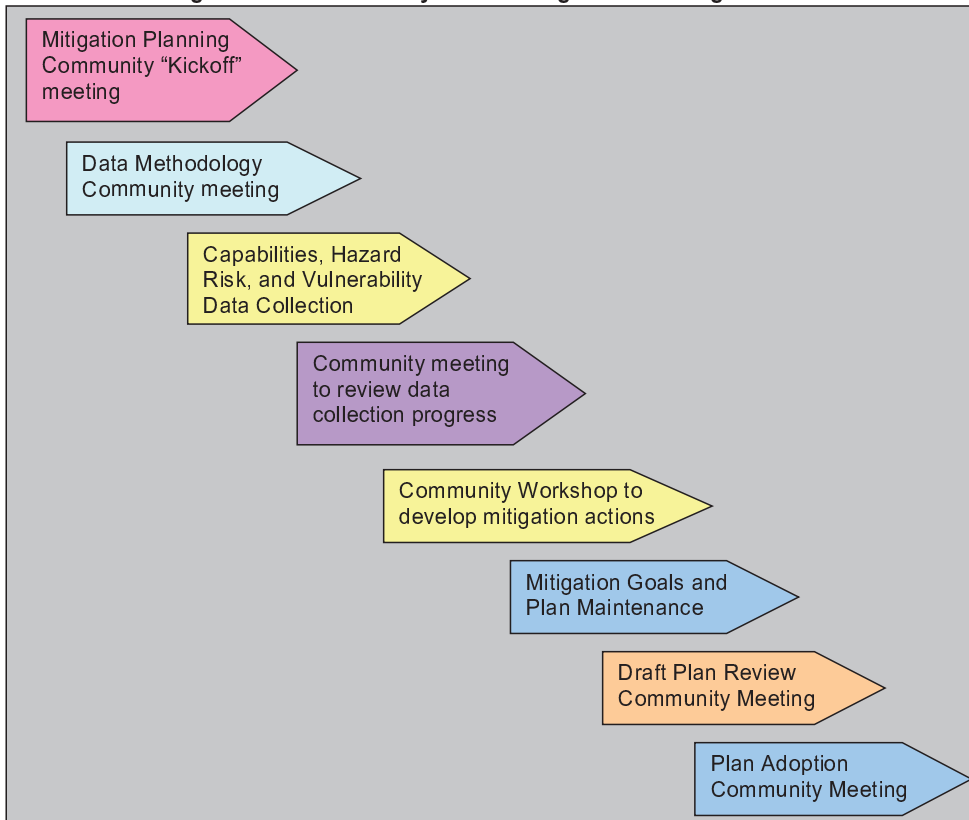 Mitigation Planning
Community “Kickoff”
meeting
Data Methodology
Community meeting
Capabilities, Hazard
Risk, and Vulnerability
Data Collection
Community meeting
to review data
collection progress
Community Workshop to
develop mitigation actions
Mitigation Goals and
Plan Maintenance
Draft Plan Review
Community Meeting
Plan Adoption
Community Meeting